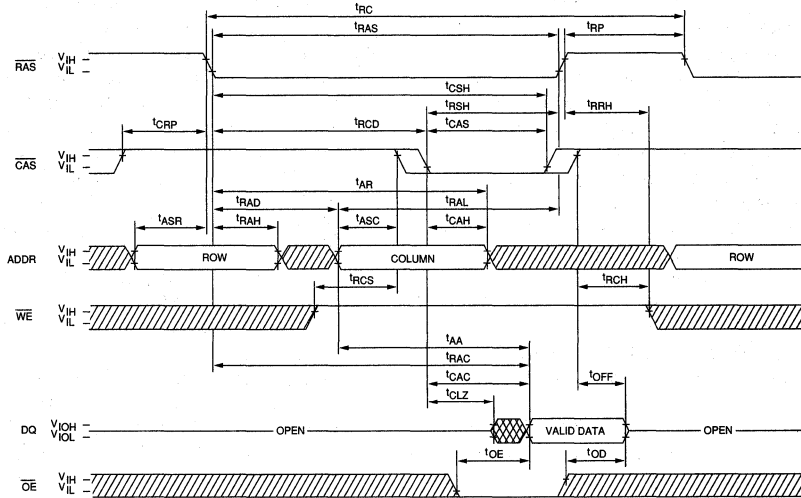 tRC
tRAS
tRP
RAS
VIH
VIL
tCSH
tRSH
tRRH
tCRP
tRCD
tCAS
CAS
VIH
VIL
tAR
tRAD
tRAL
tASR
tRAH
tASC
tCAH
ADDR
VIH
VIL
ROW
COLUMN
ROW
tRCS
tRCH
WE
VIH
VIL
tAA
tRAC
tCAC
tOFF
tCLZ
DQ
VIOH
VIOL
OPEN
VALID DATA
OPEN
tOE
tOD
OE
VIH
VIL